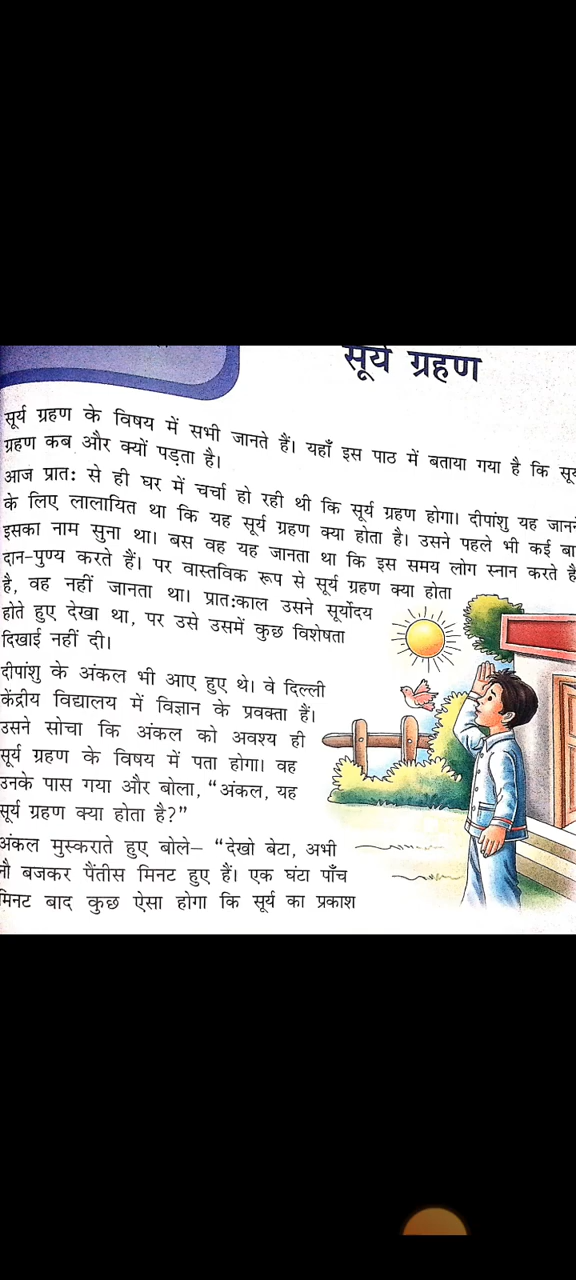 सूर्य ग्रहण
सूर्य ग्रहण के विषय में सभी जानते हैं। यहाँ इस पाठ में बताया गया है कि सूर्य
ग्रहण कब और क्यों पड़ता है।
आज प्रातः से ही घर में चर्चा हो रही थी कि सूर्य ग्रहण होगा। दीपांशु यह
के लिए लालायित था कि यह सूर्य ग्रहण क्या होता है। उसने पहले भी कई
इसका नाम सुना था। बस वह यह जानता था कि इस समय लोग स्नान करते
दान-पुण्य करते हैं। पर वास्तविक रूप से सूर्य ग्रहण क्या होता
है, वह नहीं जानता था। प्रातःकाल उसने सूर्योदय
होते हुए देखा था, पर उसे उसमें कुछ विशेषता
दिखाई नहीं दी।
दीपांशु के अंकल भी आए हुए थे। वे दिल्ली
केंद्रीय विद्यालय में विज्ञान के प्रवक्ता हैं।
उसने सोचा कि अंकल को अवश्य ही
सूर्य ग्रहण के विषय में पता होगा। वह
उनके पास गया और बोला, “अंकल, यह
सूर्य ग्रहण क्या होता है?”
अंकल मुस्कराते हुए बोले– “देखो बेटा, अभी
नौ बजकर पैंतीस मिनट हुए हैं। एक घंटा पाँच
मिनट बाद कुछ ऐसा होगा कि सूर्य का प्रकाश